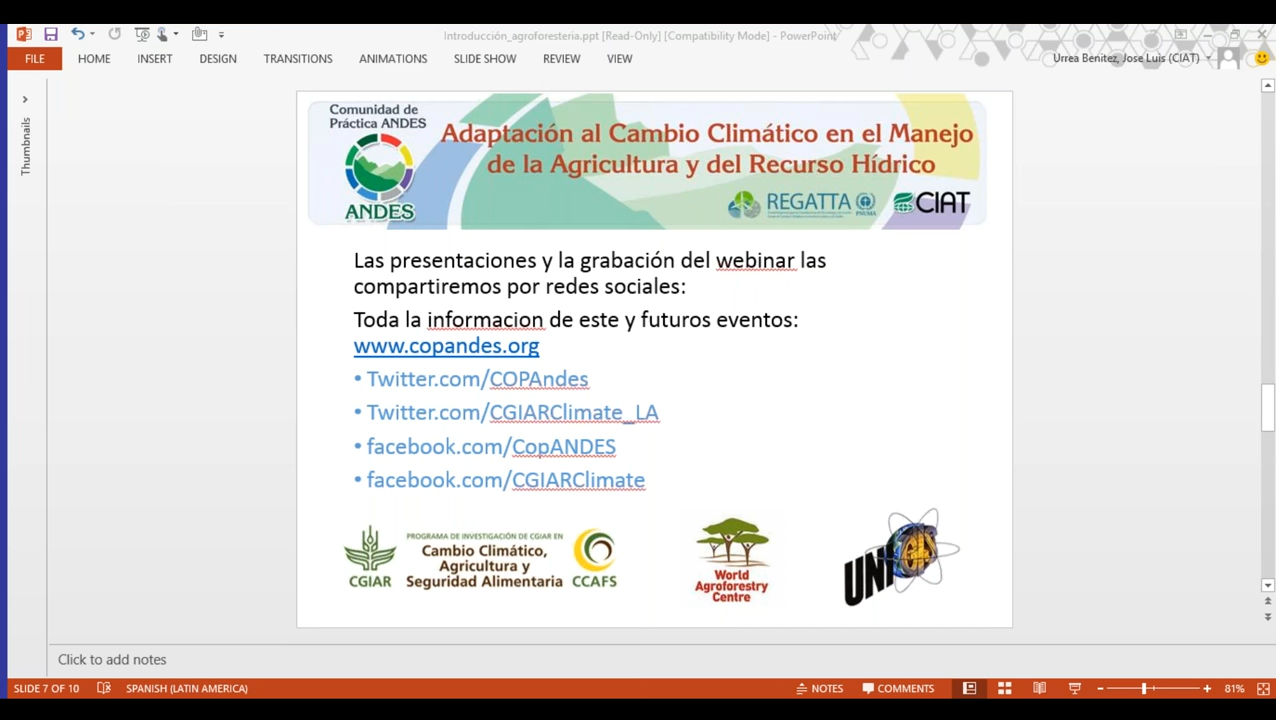 Introducción_agroforesteria.ppt [Read-Only] [Compatibility Mode] - PowerPoint
FILE HOME INSERT DESIGN TRANSITIONS ANIMATIONS SLIDE SHOW REVIEW VIEW
Urrea Benitez, Jose Luis (CIAT)
Thumbnails
Comunidad de
Práctica ANDES
ANDES
Adaptación al Cambio Climático en el Manejo
de la Agricultura y del Recurso Hídrico
REGATTA
PNUMA
CIAT
Las presentaciones y la grabación del webinar las
compartiremos por redes sociales:
Toda la informacion de este y futuros eventos:
www.copandes.org
• Twitter.com/COPAndes
• Twitter.com/CGIARClimate_LA
• facebook.com/CopANDES
• facebook.com/CGIARClimate
CGIAR
PROGRAMA DE INVESTIGACIÓN DE CGIAR EN
Cambio Climático,
Agricultura y
Seguridad Alimentaria
CCAFS
World
Agroforestry
Centre
Click to add notes
SLIDE 7 OF 10 SPANISH (LATIN AMERICA) NOTES COMMENTS 81%